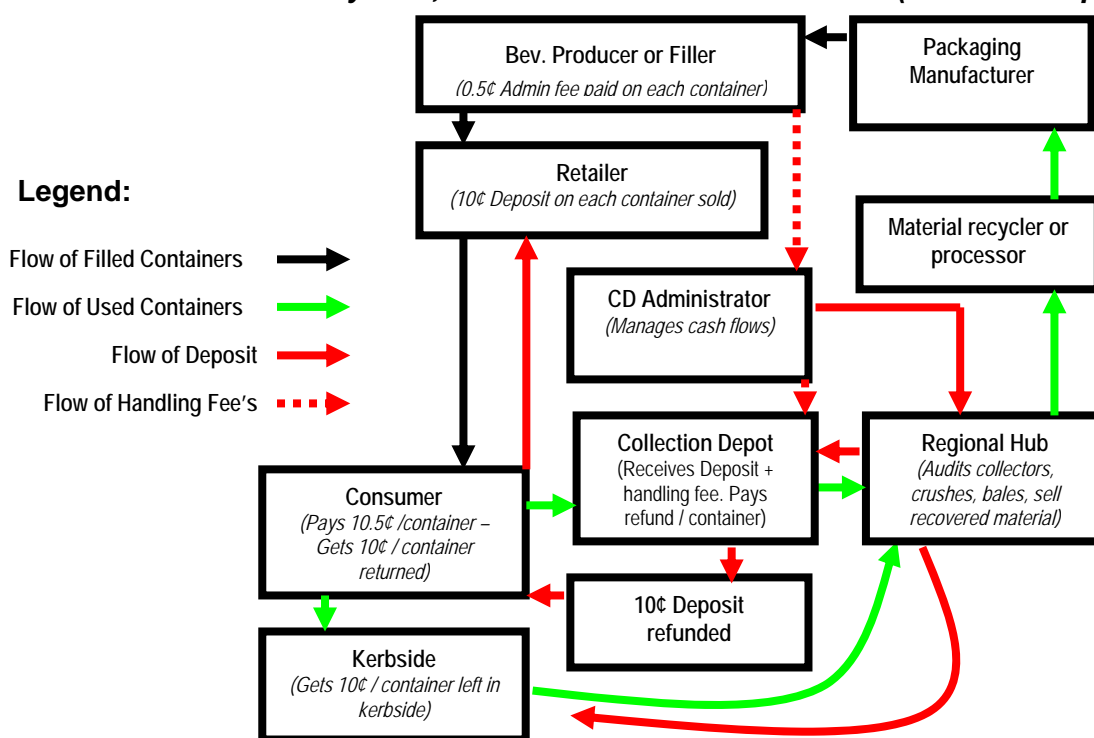 Bev. Producer or Filler
(0.5¢ Admin fee paid on each container)
Packaging
Manufacturer
Retailer
(10¢ Deposit on each container sold)
Legend:
Flow of Filled Containers
Flow of Used Containers
Flow of Deposit
Flow of Handling Fee's
Material recycler or
processor
CD Administrator
(Manages cash flows)
Collection Depot
(Receives Deposit +
handling fee. Pays
refund / container)
Regional Hub
(Audits collectors,
crushes, bales, sell
recovered material)
Consumer
(Pays 10.5¢ /container –
Gets 10¢ / container
returned)
10¢ Deposit
refunded
Kerbside
(Gets 10¢ / container left in
kerbside)